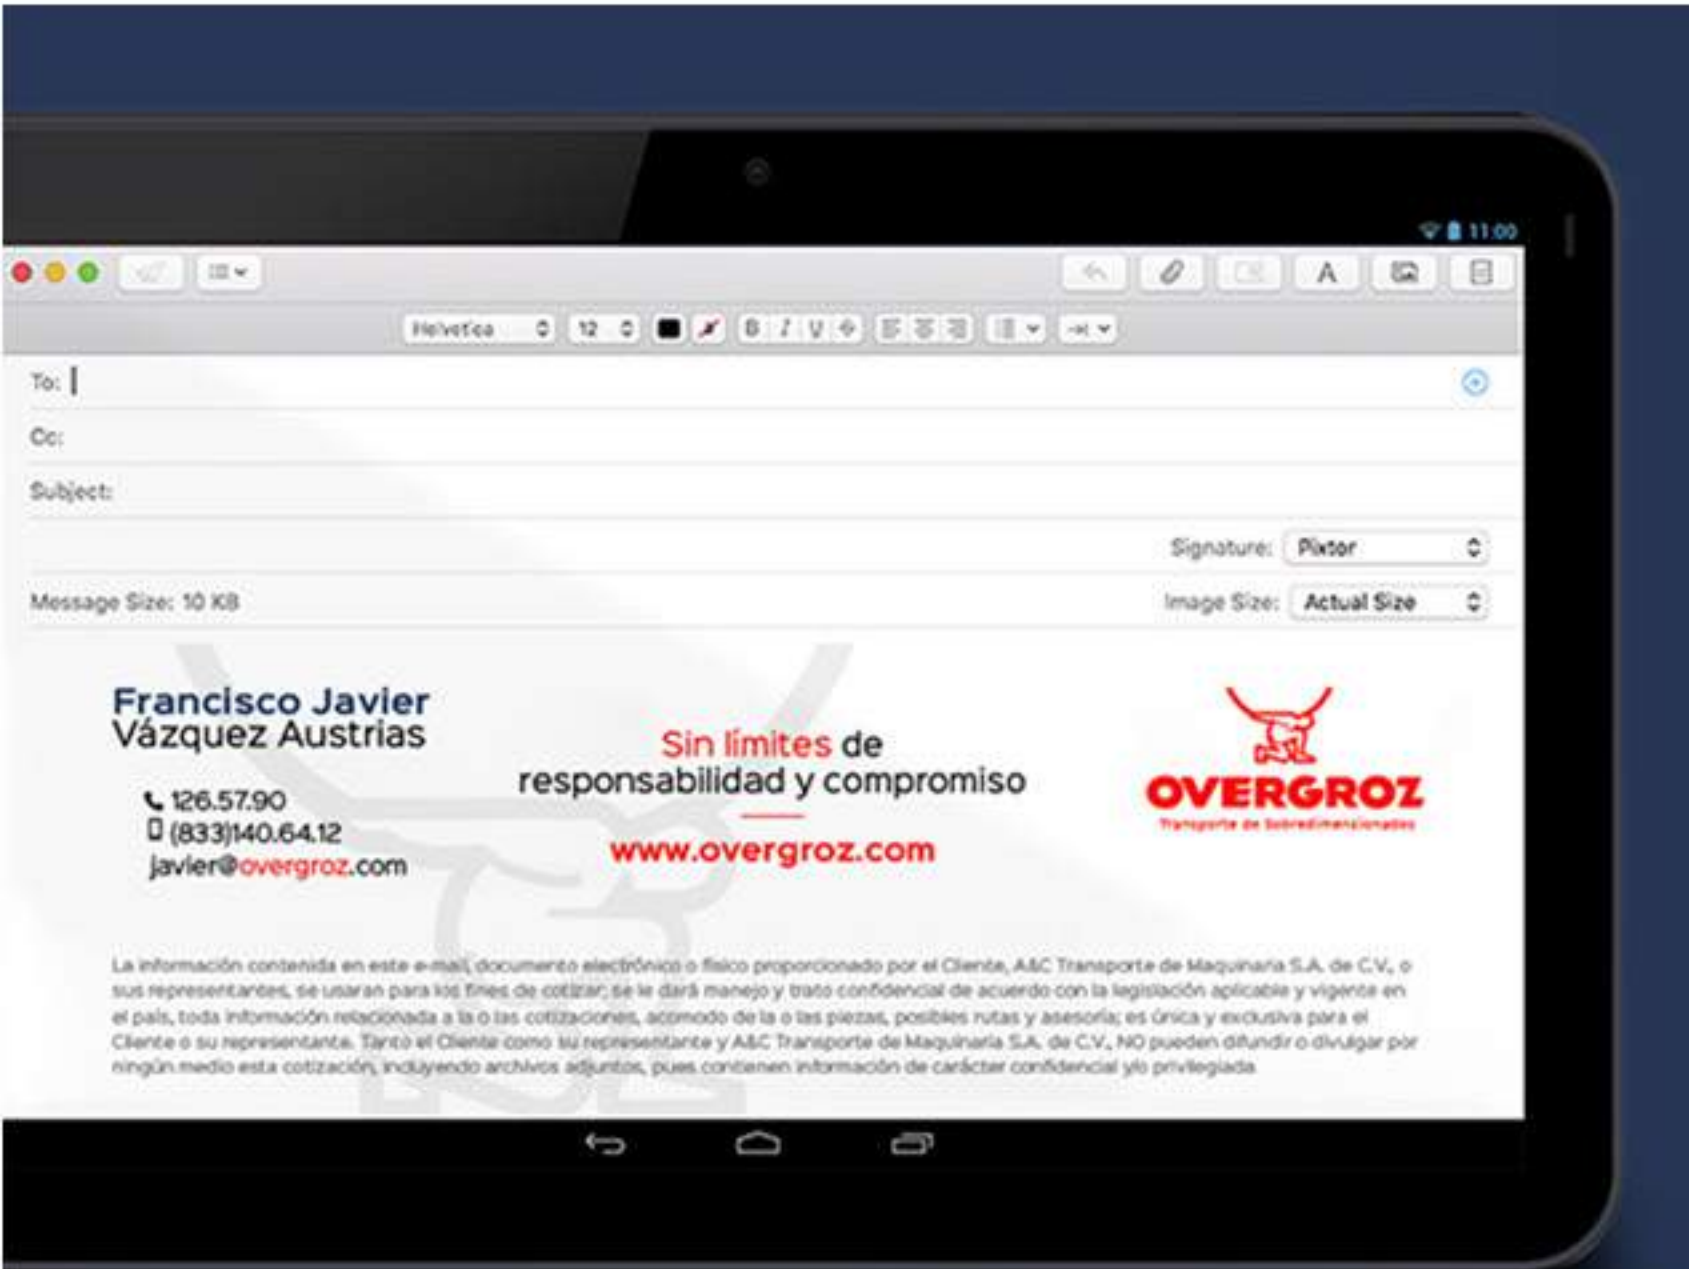 11:00
Helvetica 12 B I U S
A
To:
Cc:
Subject:
Signature: Pixtor
Message Size: 10 KB
Image Size: Actual Size
Francisco Javier
Vázquez Austrias
126.57.90
(833)140.64.12
javier@overgroz.com
Sin límites de
responsabilidad y compromiso
www.overgroz.com
OVERGROZ
Transporte de Sobredimensionados
La información contenida en este e-mail, documento electrónico o físico proporcionado por el Cliente, A&C Transporte de Maquinaria S.A. de C.V., o
sus representantes, se usaran para los fines de cotizar; se le dará manejo y trato confidencial de acuerdo con la legislación aplicable y vigente en
el país, toda información relacionada a la o las cotizaciones, acomodo de la o las piezas, posibles rutas y asesoría; es única y exclusiva para el
Cliente o su representante. Tanto el Cliente como su representante y A&C Transporte de Maquinaria S.A. de C.V., NO pueden difundir o divulgar por
ningún medio esta cotización, incluyendo archivos adjuntos, pues contienen información de carácter confidencial y/o privilegiada